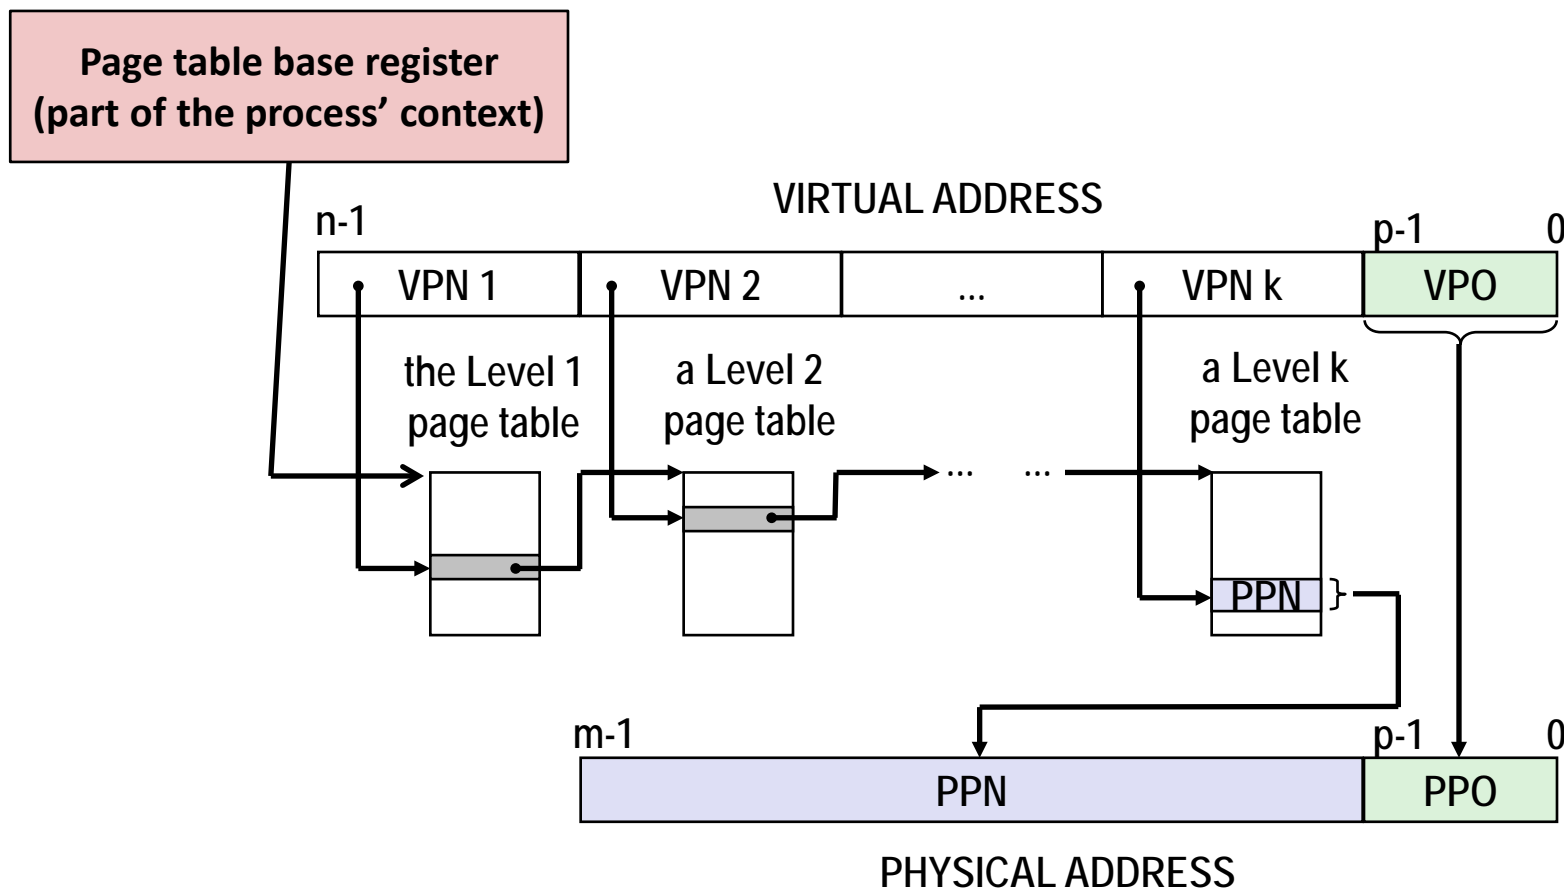 Page table base register
(part of the process’ context)
VIRTUAL ADDRESS
n-1
p-1
0
VPN 1
VPN 2
...
VPN k
VPO
the Level 1
page table
a Level 2
page table
a Level k
page table
...
...
PPN
m-1
p-1
0
PPN
PPO
PHYSICAL ADDRESS